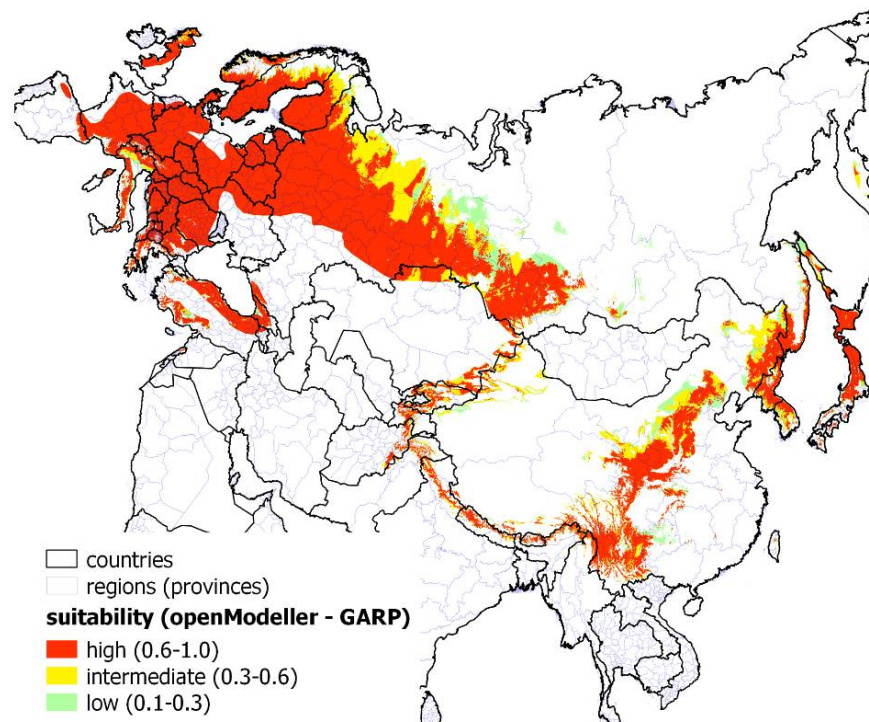 countries
regions (provinces)
suitability (openModeller - GARP)
high (0.6-1.0)
intermediate (0.3-0.6)
low (0.1-0.3)